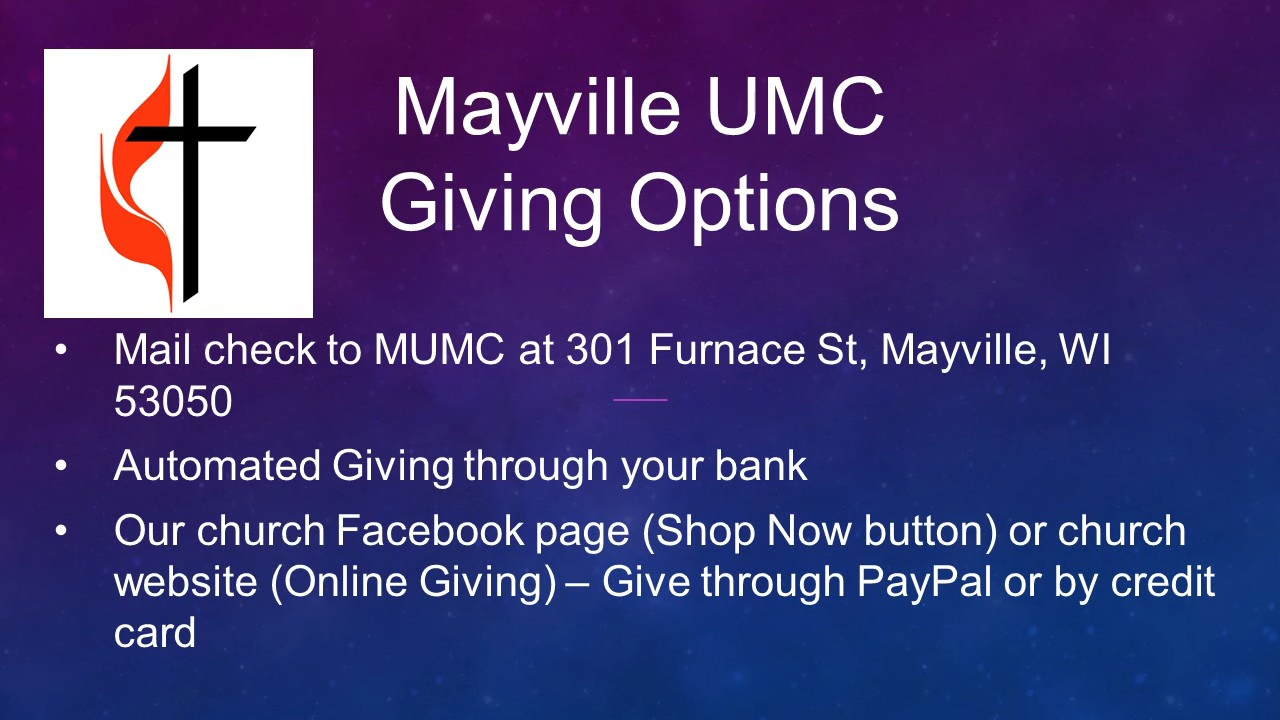 Mayville UMC
Giving Options
• Mail check to MUMC at 301 Furnace St, Mayville, WI
53050
• Automated Giving through your bank
• Our church Facebook page (Shop Now button) or church
website (Online Giving) – Give through PayPal or by credit
card